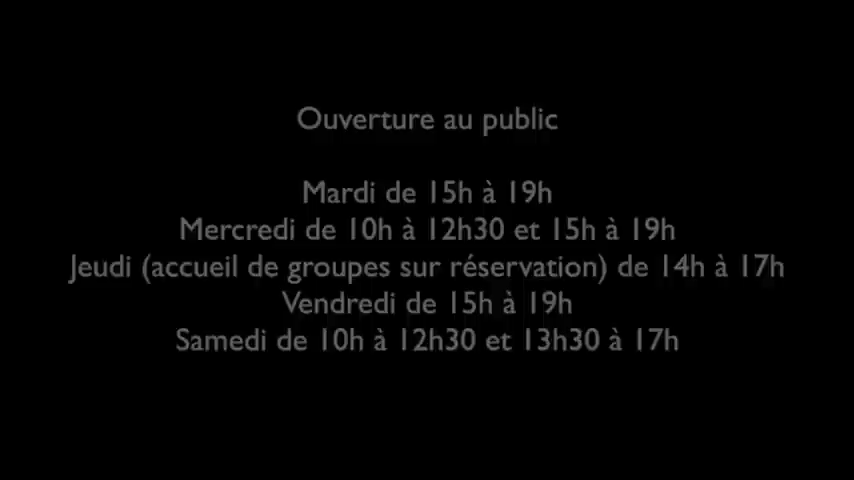 Ouverture au public
Mardi de 15h à 19h
Mercredi de 10h à 12h30 et 15h à 19h
Jeudi (accueil de groupes sur réservation) de 14h à 17h
Vendredi de 15h à 19h
Samedi de 10h à 12h30 et 13h30 à 17h